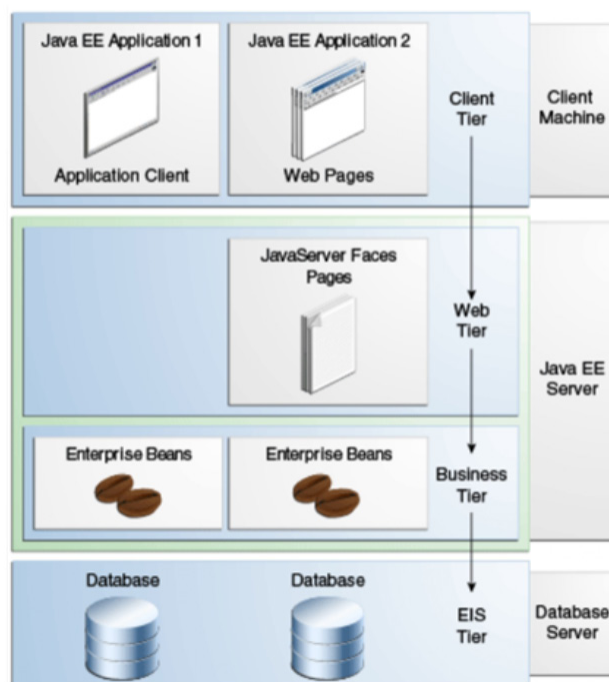 Java EE Application 1
Java EE Application 2
Application Client
Web Pages
Client
Tier
Client
Machine
JavaServer Faces
Pages
Web
Tier
Java EE
Server
Enterprise Beans
Enterprise Beans
Business
Tier
Database
Database
EIS
Tier
Database
Server